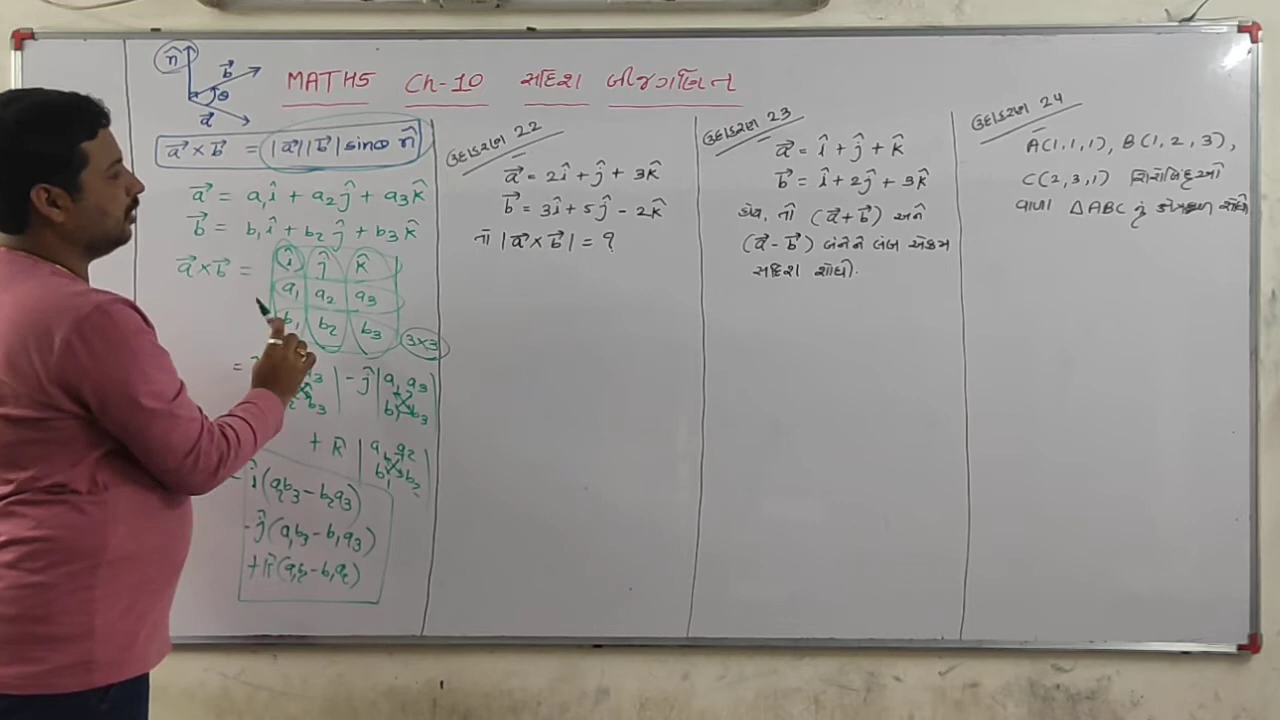 MATHS Ch-10 સદિશ બીજગણિત
n̂
b⃗
θ
a⃗
a⃗ × b⃗ = |a⃗| |b⃗| sinθ n̂
a⃗ = a₁î + a₂ĵ + a₃k̂
b⃗ = b₁î + b₂ĵ + b₃k̂
a⃗×b⃗ = | î ĵ k̂ |
a₁ a₂ a₃
b₁ b₂ b₃
3×3
= a₃ | - ĵ | a₁ a₃ |
b₃ b₁ b₃
+ k̂ | a₁ a₂ |
b₁ b₂
î(a₂b₃ - b₂a₃)
- ĵ(a₁b₃ - b₁a₃)
+ k̂(a₁b₂ - b₁a₂)
ઉદાહરણ 22
a⃗ = 2î + ĵ + 3k̂
b⃗ = 3î + 5ĵ - 2k̂
તો |a⃗ × b⃗| = ?
ઉદાહરણ 23
a⃗ = î + ĵ + k̂
b⃗ = î + 2ĵ + 3k̂
હોય, તો (a⃗ + b⃗) અને
(a⃗ - b⃗) બંનેને લંબ એકમ
સદિશ શોધો.
ઉદાહરણ 24
A(1,1,1), B(1,2,3),
C(2,3,1) શિરોબિંદુઓ
વાળા ΔABC નું શોધો